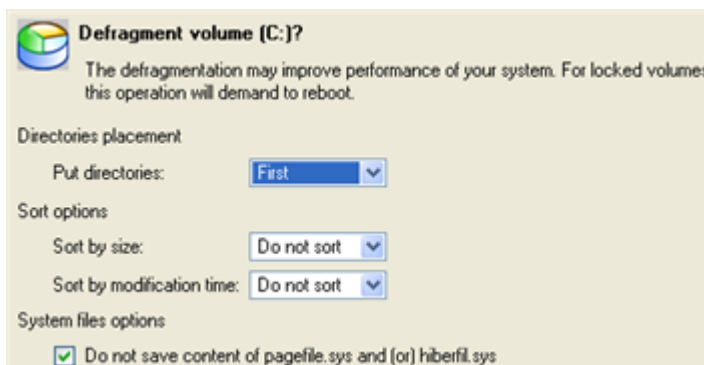 Defragment volume (C:)?
The defragmentation may improve performance of your system. For locked volumes
this operation will demand to reboot.
Directories placement
Put directories: First
Sort options
Sort by size: Do not sort
Sort by modification time: Do not sort
System files options
Do not save content of pagefile.sys and (or) hiberfil.sys